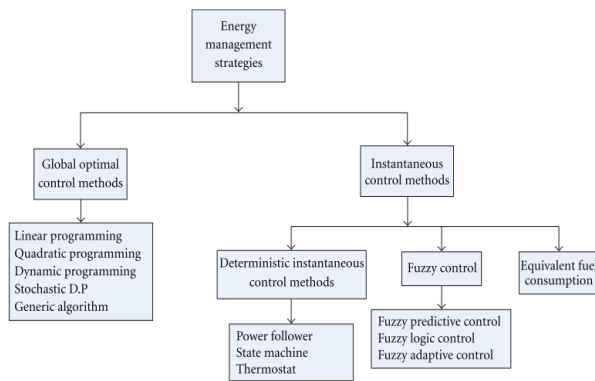 Energy
management
strategies
Global optimal
control methods
Instantaneous
control methods
Linear programming
Quadratic programming
Dynamic programming
Stochastic D.P
Generic algorithm
Deterministic instantaneous
control methods
Fuzzy control
Equivalent fuel
consumption
Power follower
State machine
Thermostat
Fuzzy predictive control
Fuzzy logic control
Fuzzy adaptive control